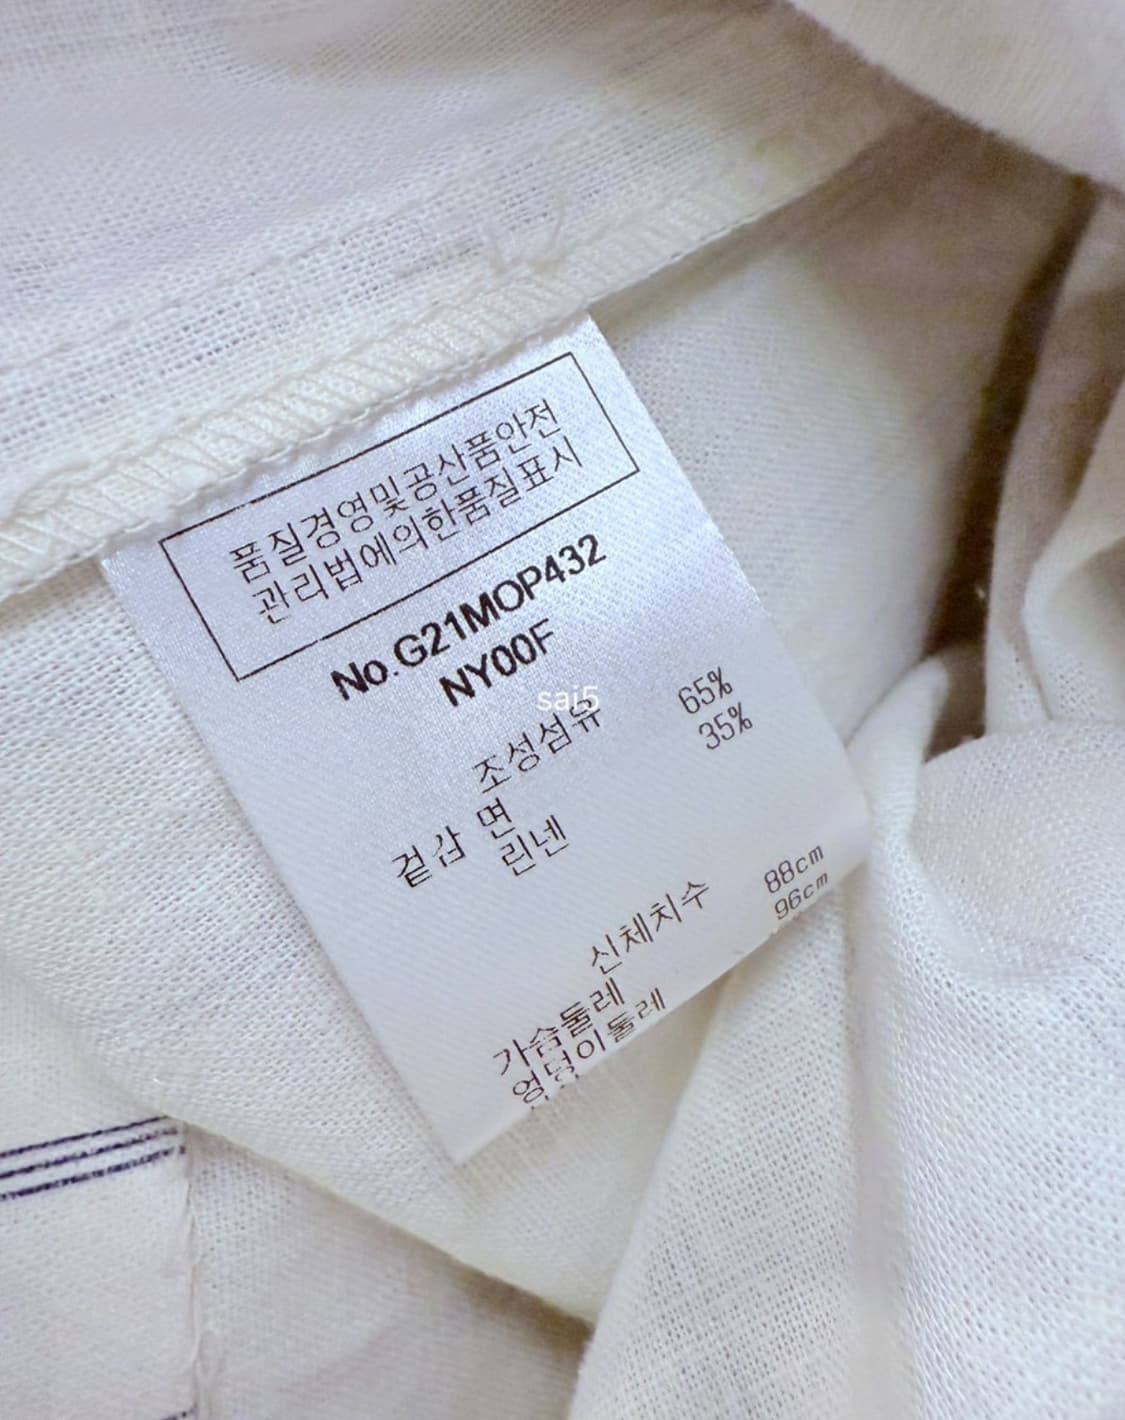 품질경영및공산품안전
관리법에의한품질표시
No.G21MOP432
NY00F
sai5
조성섬유
겉감 면 65%
린넨 35%
신체치수
가슴둘레 88cm
엉덩이둘레 96cm